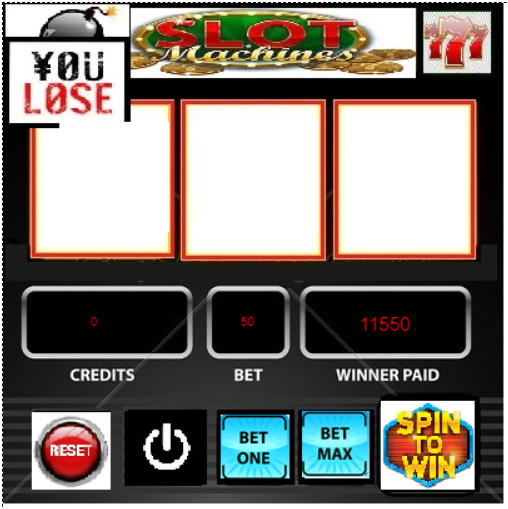 SLOT
Machines
777
¥0U
L0SE
0
50
11550
CREDITS
BET
WINNER PAID
RESET
BET
ONE
BET
MAX
SPIN
TO
WIN